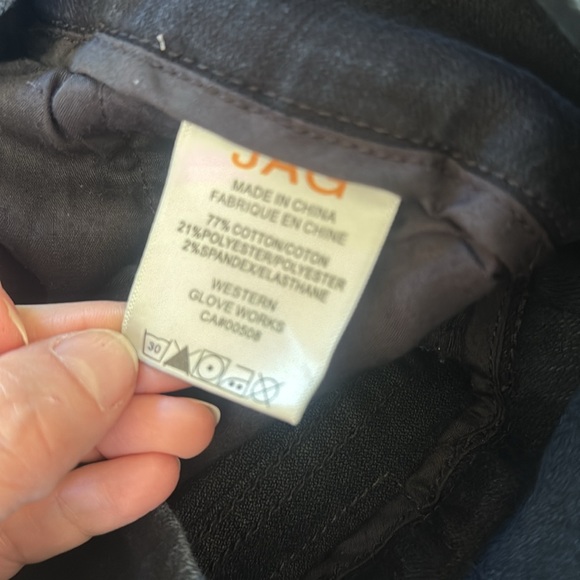 JAG
MADE IN CHINA
FABRIQUE EN CHINE
77% COTTON/COTON
21%POLYESTER/POLYESTER
2%SPANDEX/ELASTHANE
WESTERN
GLOVE WORKS
CA#00508
30